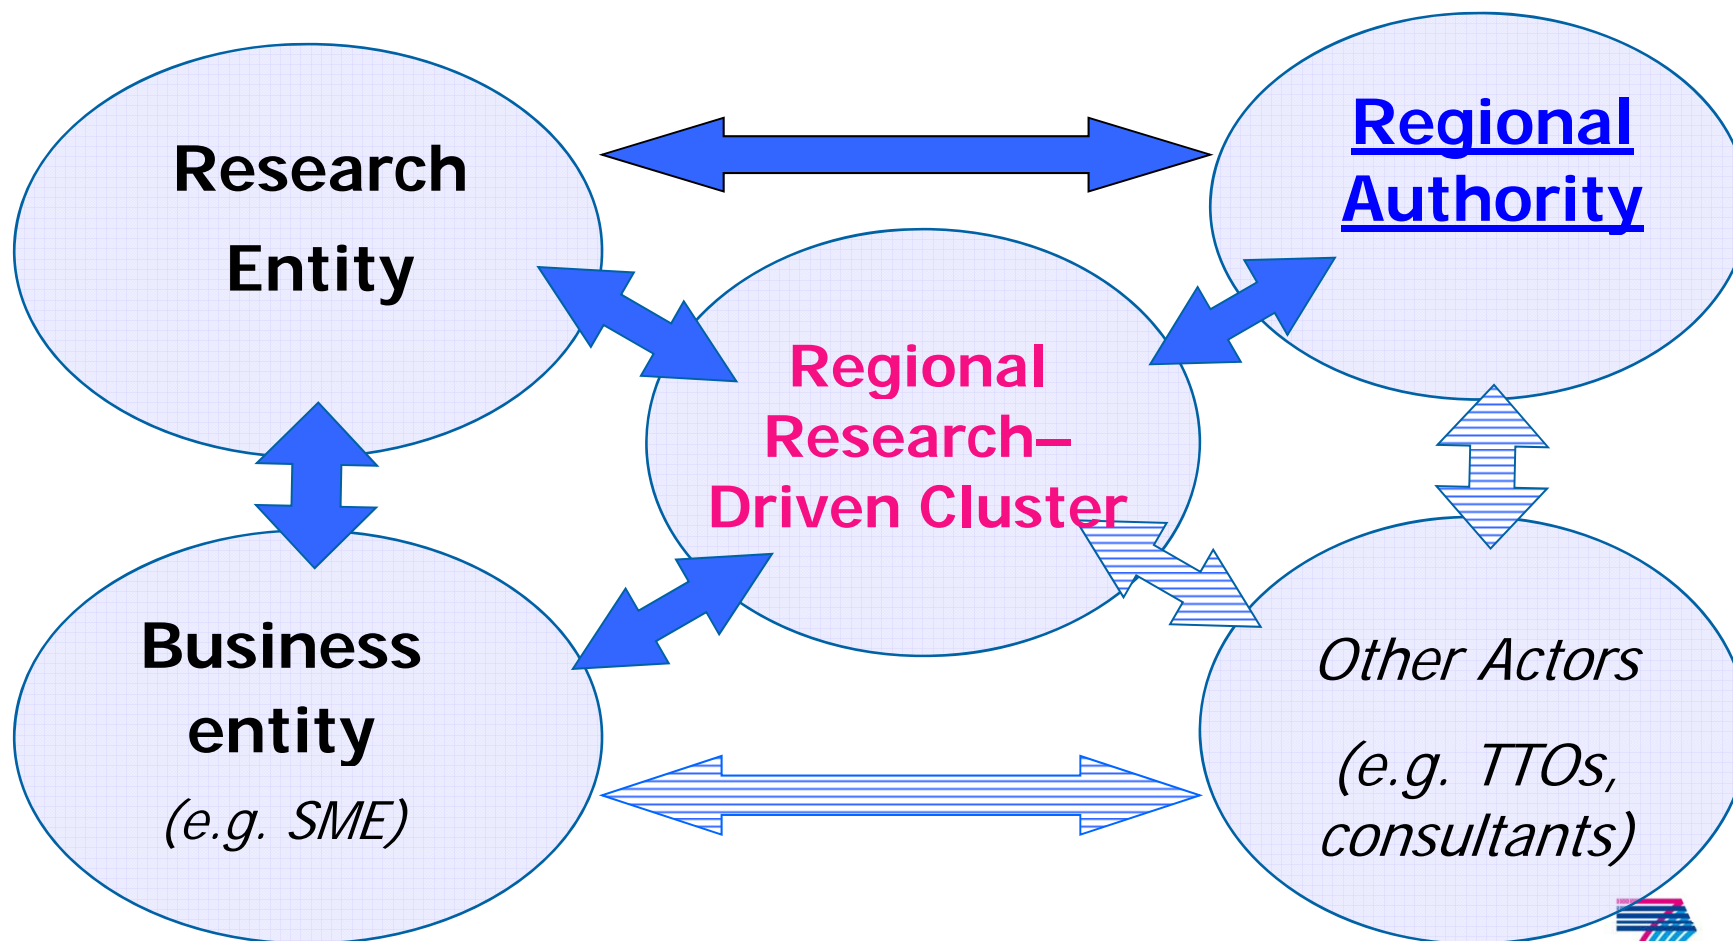 Research
Entity
Regional
Authority
Regional
Research–
Driven Cluster
Business
entity
(e.g. SME)
Other Actors
(e.g. TTOs,
consultants)